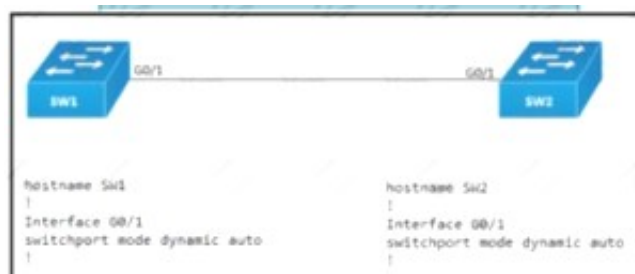 G0/1
G0/1
SW1
SW2
hostname SW1
!
Interface G0/1
switchport mode dynamic auto
!
hostname SW2
!
Interface G0/1
switchport mode dynamic auto
!